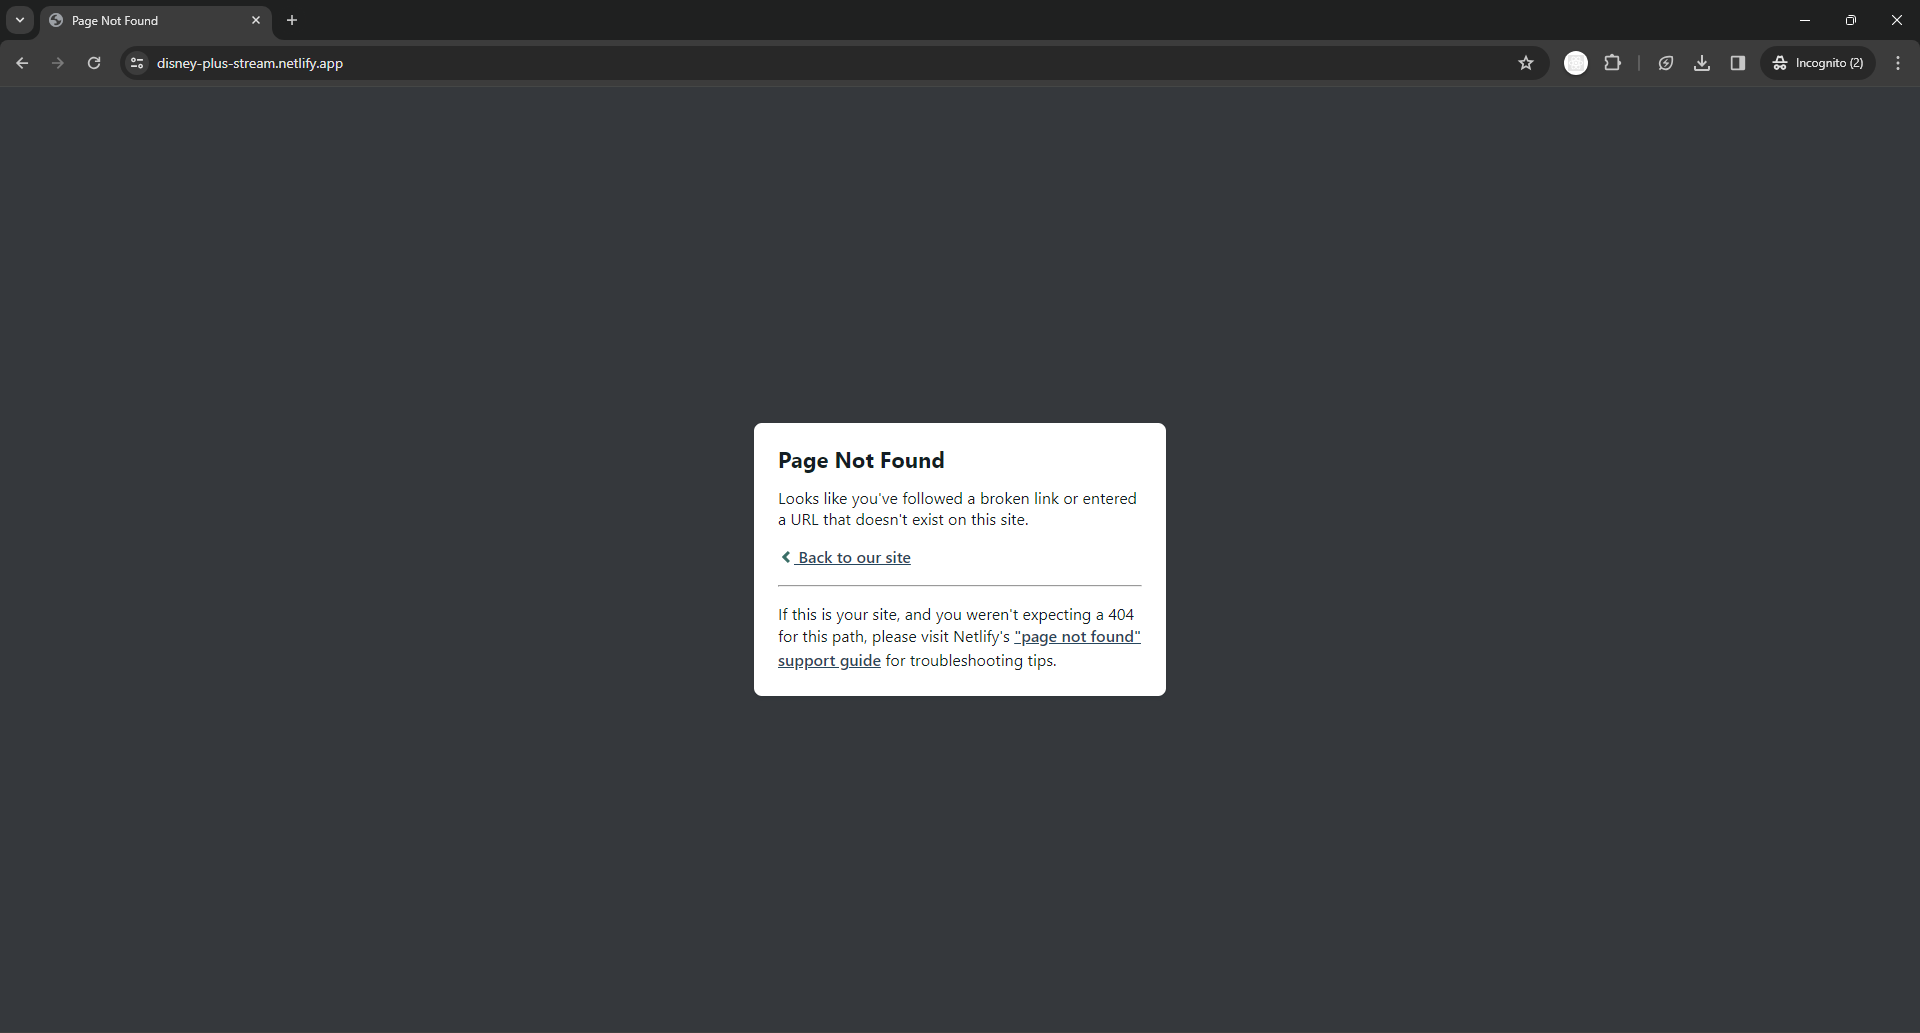 Page Not Found
disney-plus-stream.netlify.app
Incognito (2)
Page Not Found
Looks like you've followed a broken link or entered
a URL that doesn't exist on this site.
Back to our site
If this is your site, and you weren't expecting a 404
for this path, please visit Netlify's "page not found"
support guide for troubleshooting tips.